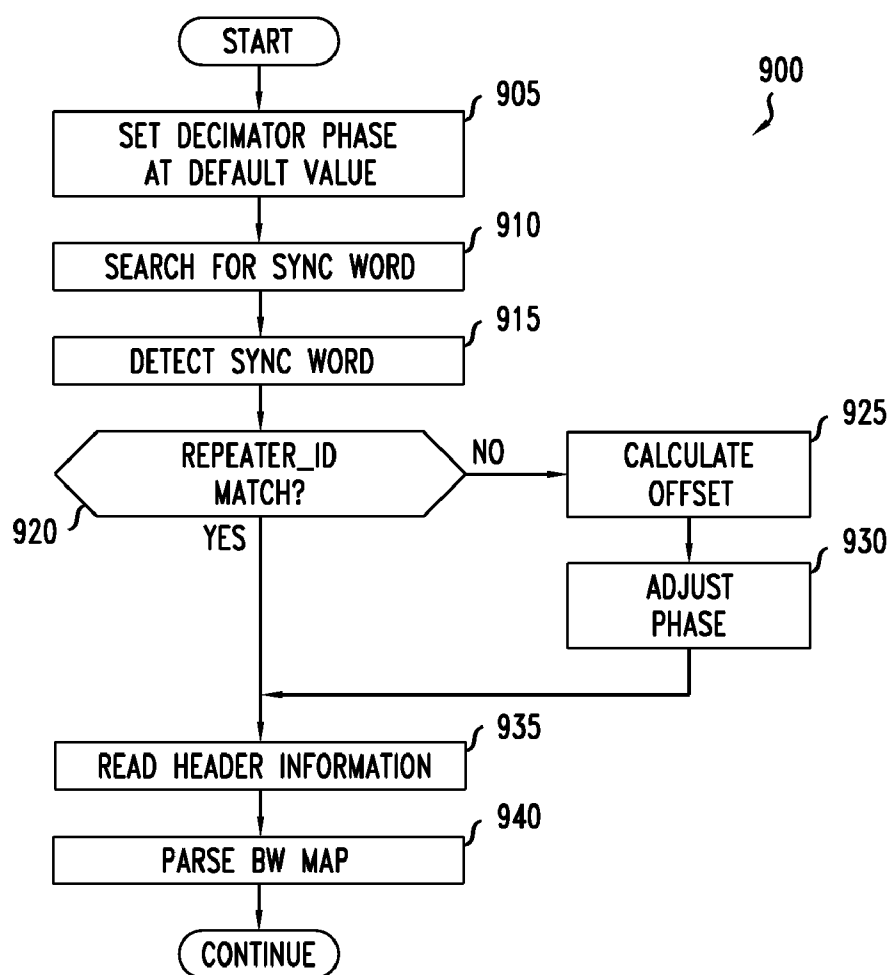 START
900
905
SET DECIMATOR PHASE
AT DEFAULT VALUE
910
SEARCH FOR SYNC WORD
915
DETECT SYNC WORD
REPEATER_ID
MATCH?
NO
925
CALCULATE
OFFSET
920
YES
930
ADJUST
PHASE
935
READ HEADER INFORMATION
940
PARSE BW MAP
CONTINUE